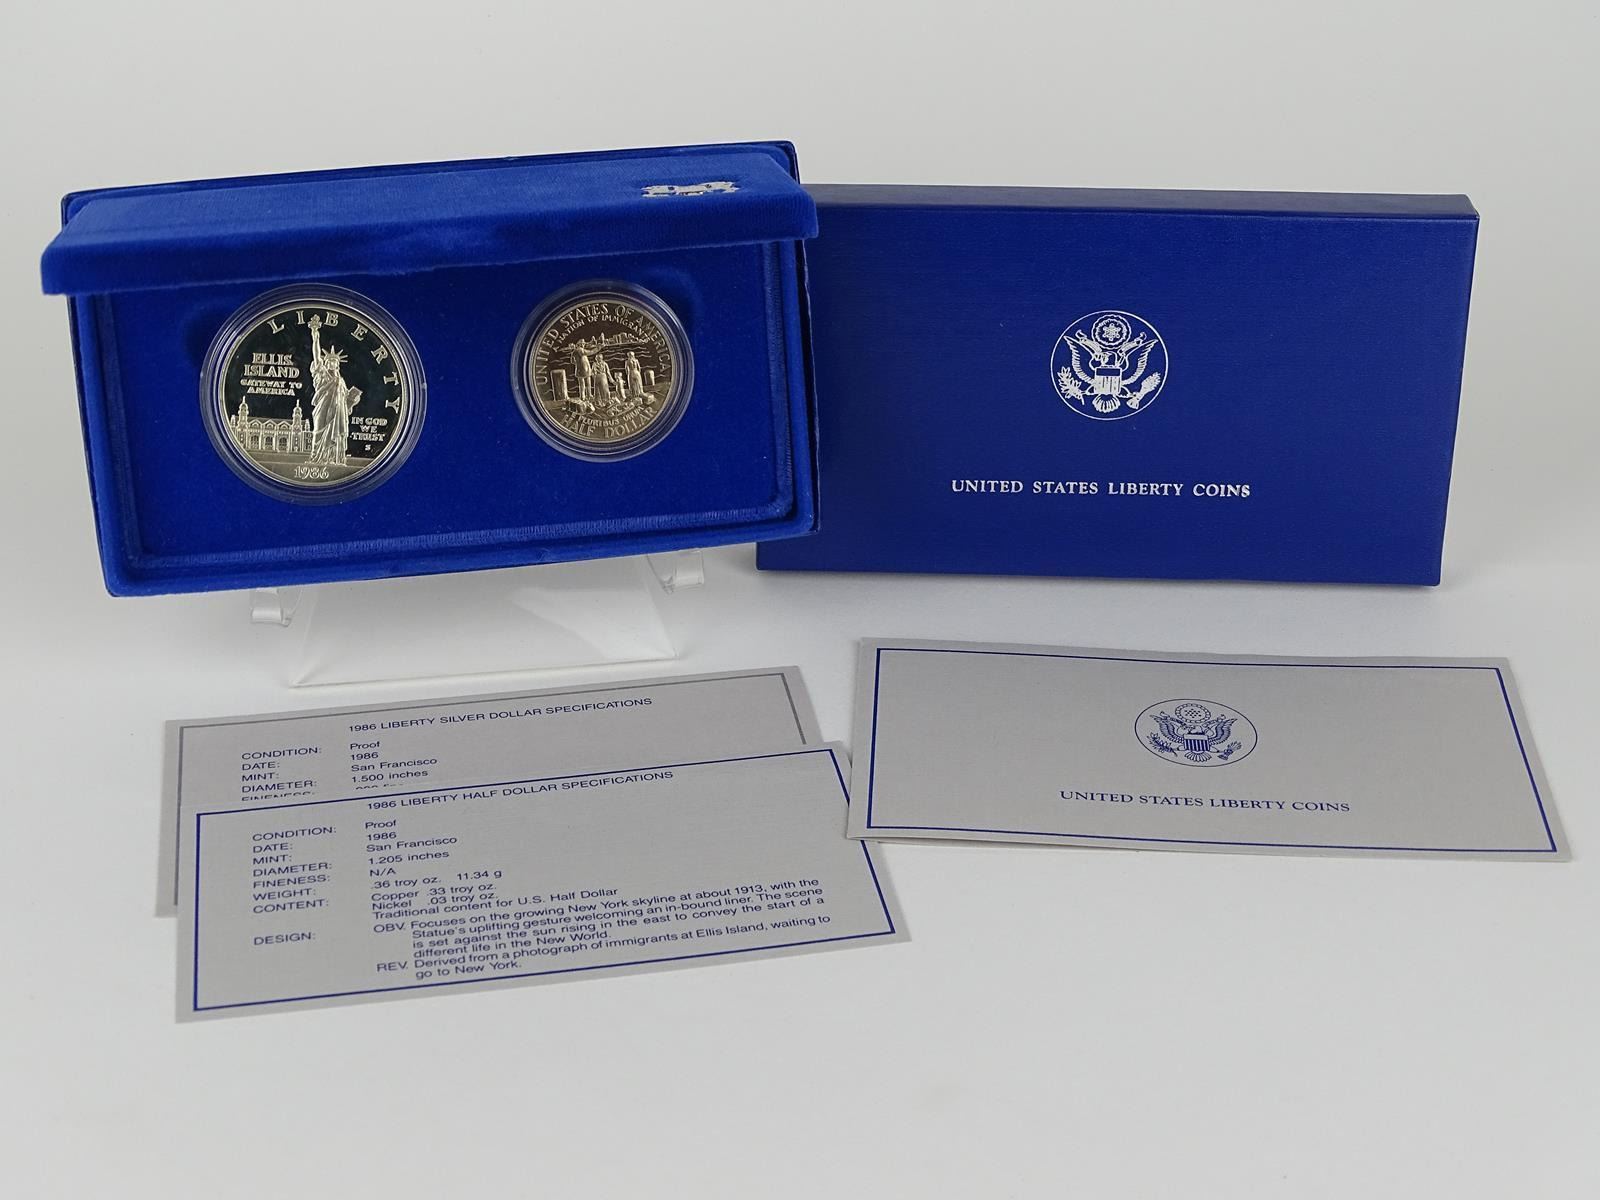 LIBERTY
ELLIS
ISLAND
GATEWAY TO
AMERICA
IN GOD
WE
TRUST
S
1986
UNITED STATES OF AMERICA
NATION OF IMMIGRANTS
E PLURIBUS UNUM
HALF DOLLAR
UNITED STATES LIBERTY COINS
1986 LIBERTY SILVER DOLLAR SPECIFICATIONS
CONDITION: Proof
DATE: 1986
MINT: San Francisco
DIAMETER: 1.500 inches
FINENESS:
1986 LIBERTY HALF DOLLAR SPECIFICATIONS
CONDITION: Proof
DATE: 1986
MINT: San Francisco
DIAMETER: 1.205 inches
FINENESS: N/A
WEIGHT: .36 troy oz. 11.34 g
CONTENT: Copper .33 troy oz.
Nickel .03 troy oz.
Traditional content for U.S. Half Dollar
DESIGN: OBV. Focuses on the growing New York skyline at about 1913, with the
Statue's uplifting gesture welcoming an in-bound liner. The scene
is set against the sun rising in the east to convey the start of a
different life in the New World.
REV. Derived from a photograph of immigrants at Ellis Island, waiting to
go to New York.
UNITED STATES LIBERTY COINS